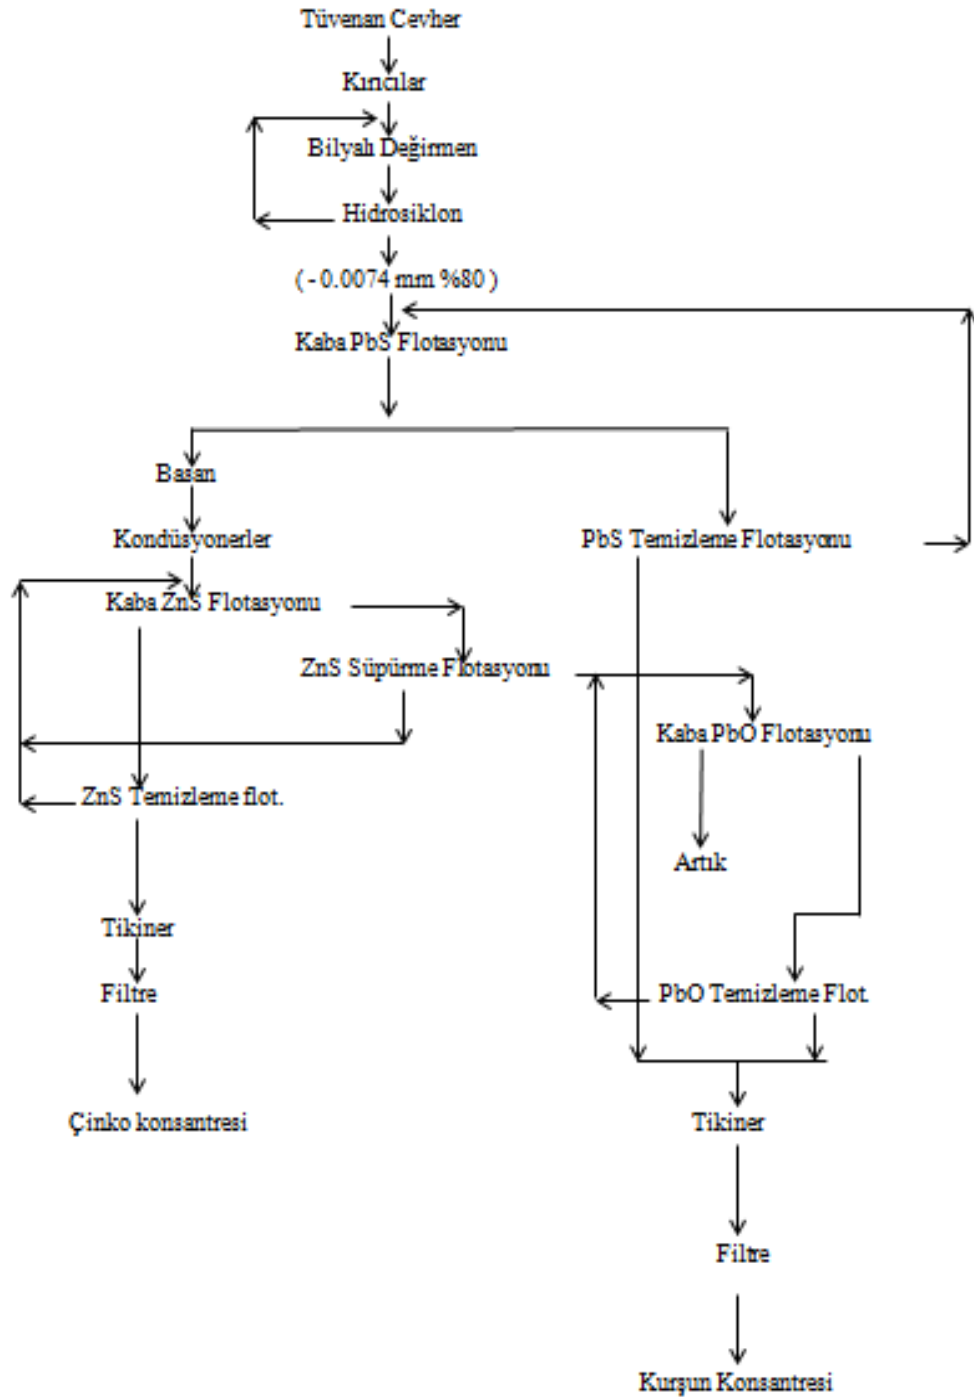 Tüvenan Cevher
Kırıcılar
Bilyalı Değirmen
Hidrosiklon
( - 0.0074 mm %80 )
Kaba PbS Flotasyonu
Basan
Kondüsyonerler
PbS Temizleme Flotasyonu
Kaba ZnS Flotasyonu
ZnS Süpürme Flotasyonu
Kaba PbO Flotasyonu
ZnS Temizleme flot.
Artık
Tikiner
Filtre
PbO Temizleme Flot.
Çinko konsantresi
Tikiner
Filtre
Kurşun Konsantresi